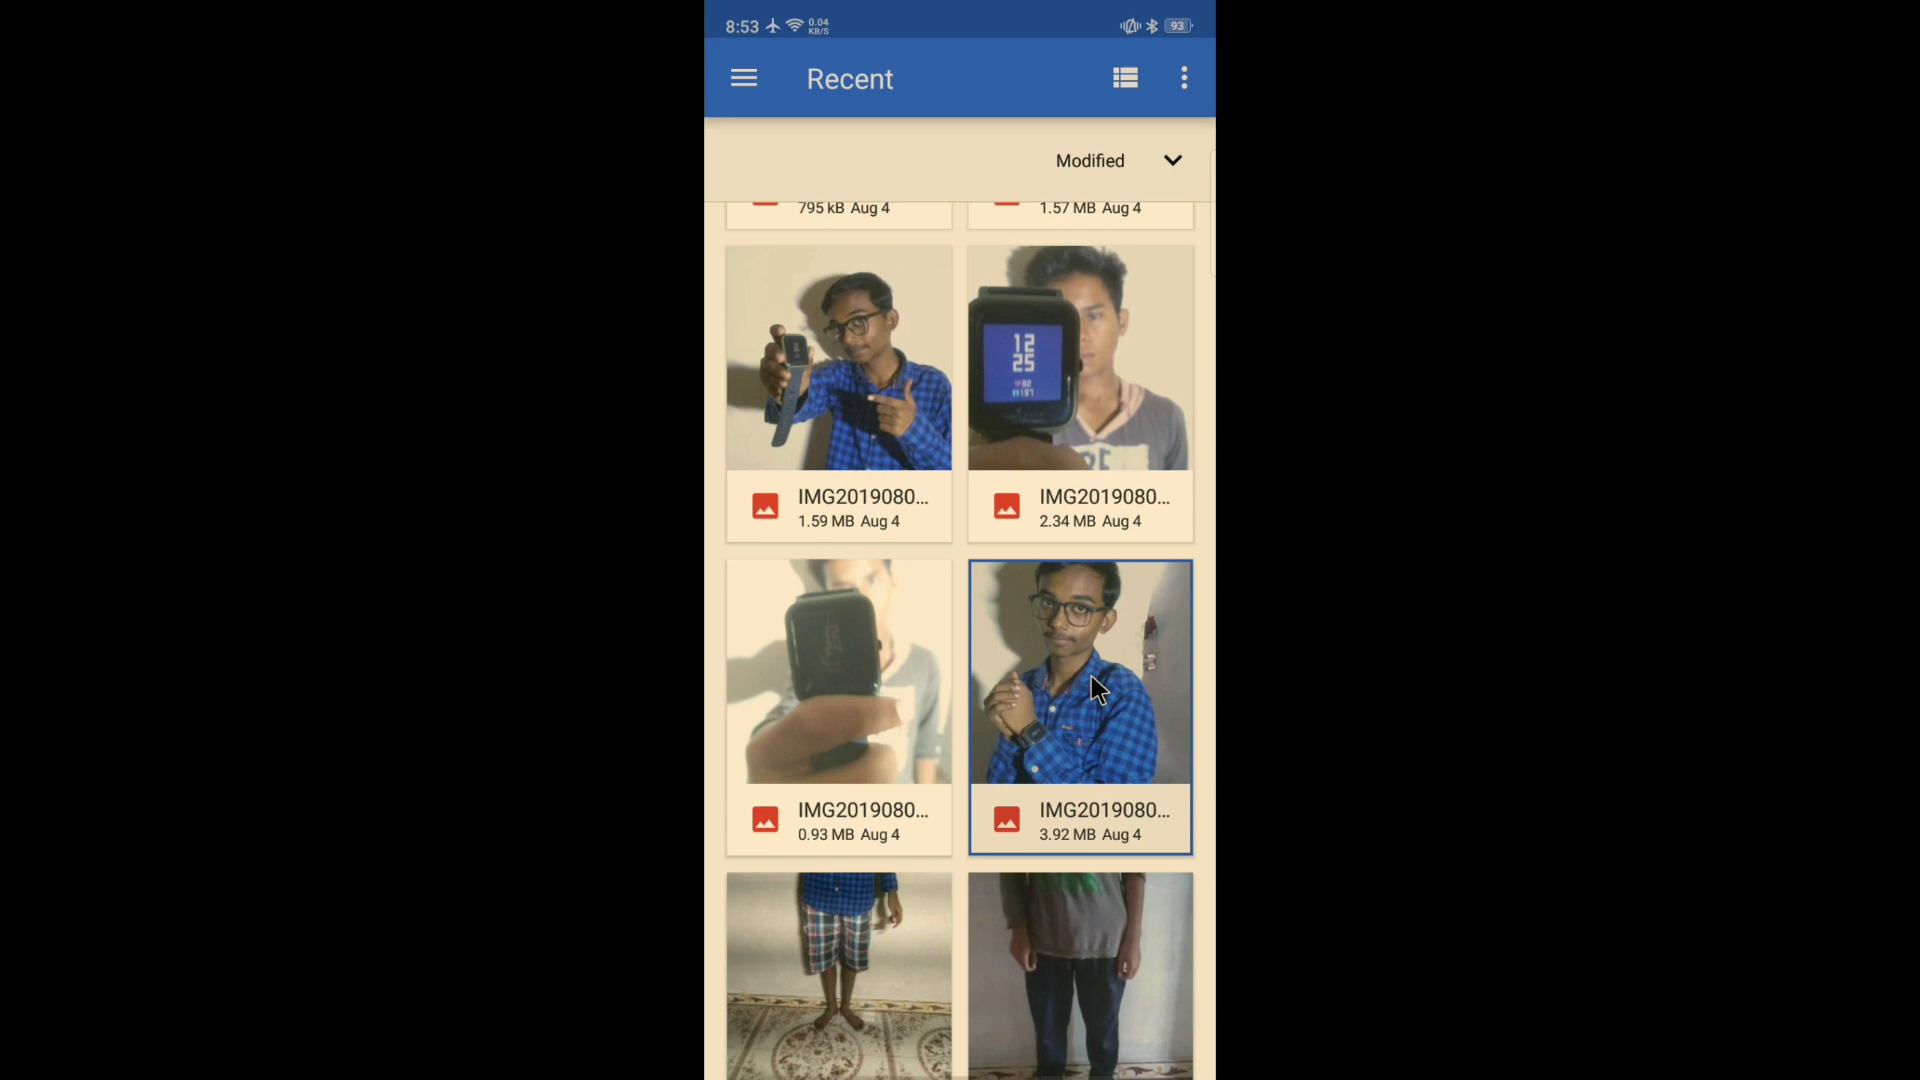 8:53 0.04 KB/S 93
Recent
Modified
795 kB Aug 4
1.57 MB Aug 4
12
25
IMG2019080...
1.59 MB Aug 4
IMG2019080...
2.34 MB Aug 4
IMG2019080...
0.93 MB Aug 4
IMG2019080...
3.92 MB Aug 4